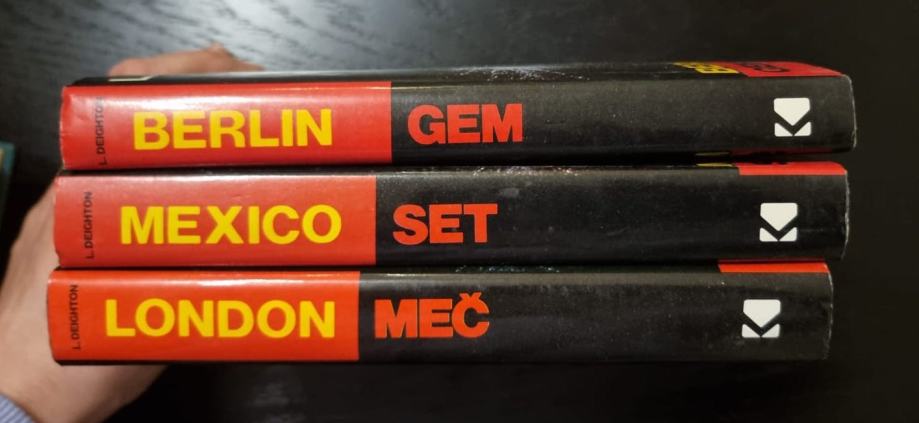 L. DEIGHTON BERLIN GEM
L. DEIGHTON MEXICO SET
L. DEIGHTON LONDON MEČ